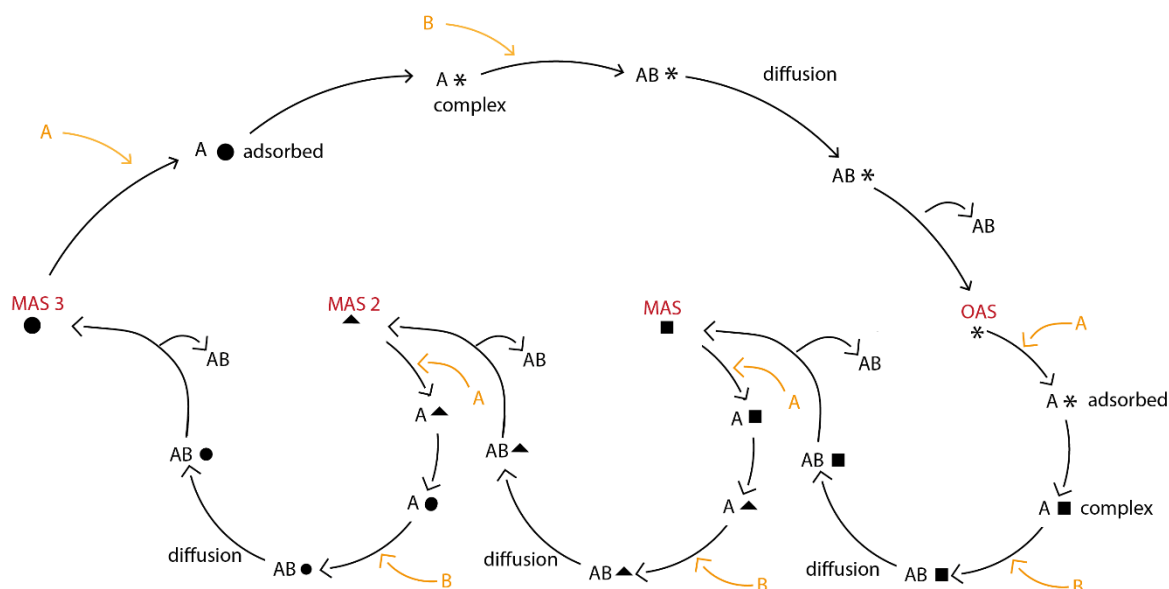 B
A *
complex
AB *
diffusion
A
A
adsorbed
AB *
AB
MAS 3
MAS 2
MAS
OAS
*
A
AB
AB
AB
A
A
A * adsorbed
A
A
AB
AB
AB
A
A
A complex
diffusion
AB
B
diffusion
AB
B
diffusion
AB
B